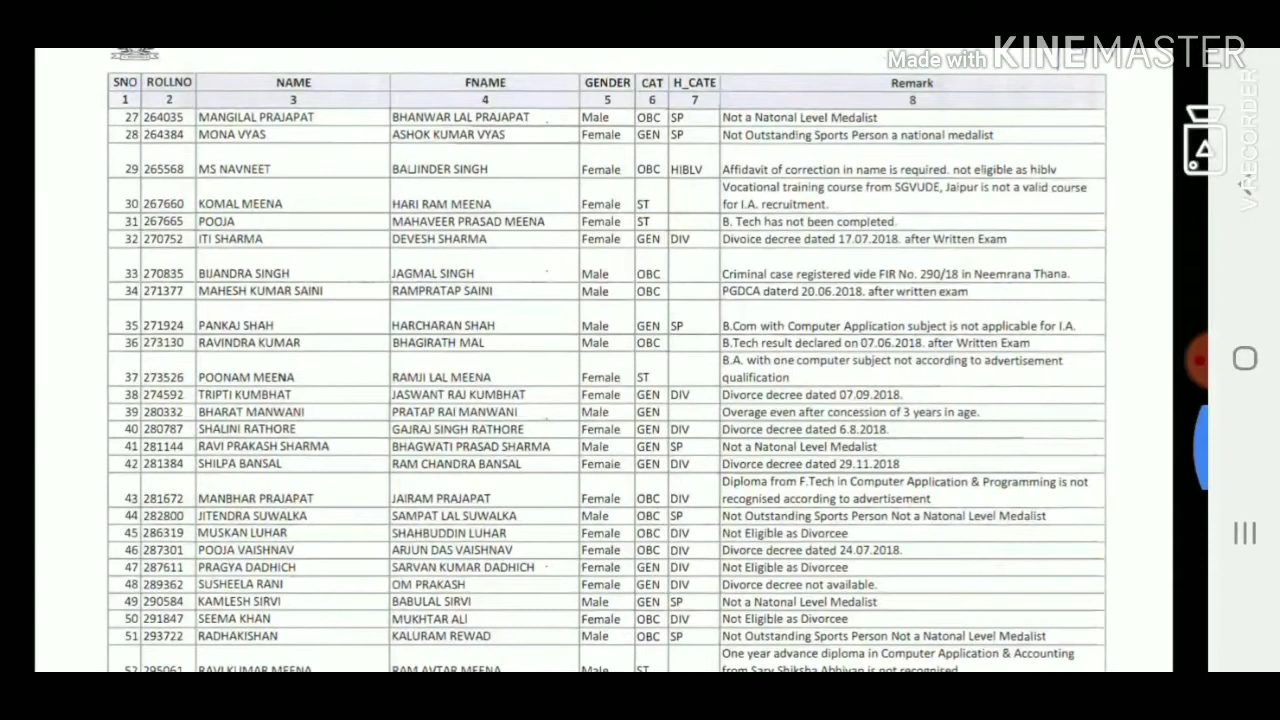 Made with KINEMASTER
V RECORDER
SNO ROLLNO NAME FNAME GENDER CAT H_CATE Remark
1 2 3 4 5 6 7 8
27 264035 MANGILAL PRAJAPAT BHANWAR LAL PRAJAPAT Male OBC SP Not a Natonal Level Medalist
28 264384 MONA VYAS ASHOK KUMAR VYAS Female GEN SP Not Outstanding Sports Person a national medalist
29 265568 MS NAVNEET BALJINDER SINGH Female OBC HIBLV Affidavit of correction in name is required. not eligible as hiblv
Vocational training course from SGVUDE, Jaipur is not a valid course
30 267660 KOMAL MEENA HARI RAM MEENA Female ST for I.A. recruitment.
31 267665 POOJA MAHAVEER PRASAD MEENA Female ST B. Tech has not been completed.
32 270752 ITI SHARMA DEVESH SHARMA Female GEN DIV Divoice decree dated 17.07.2018. after Written Exam
33 270835 BIJANDRA SINGH JAGMAL SINGH Male OBC Criminal case registered vide FIR No. 290/18 in Neemrana Thana.
34 271377 MAHESH KUMAR SAINI RAMPRATAP SAINI Male OBC PGDCA daterd 20.06.2018. after written exam
35 271924 PANKAJ SHAH HARCHARAN SHAH Male GEN SP B.Com with Computer Application subject is not applicable for I.A.
36 273130 RAVINDRA KUMAR BHAGIRATH MAL Male OBC B.Tech result declared on 07.06.2018. after Written Exam
B.A. with one computer subject not according to advertisement
37 273526 POONAM MEENA RAMJI LAL MEENA Female ST qualification
38 274592 TRIPTI KUMBHAT JASWANT RAJ KUMBHAT Female GEN DIV Divorce decree dated 07.09.2018.
39 280332 BHARAT MANWANI PRATAP RAI MANWANI Male GEN Overage even after concession of 3 years in age.
40 280787 SHALINI RATHORE GAJRAJ SINGH RATHORE Female GEN DIV Divorce decree dated 6.8.2018.
41 281144 RAVI PRAKASH SHARMA BHAGWATI PRASAD SHARMA Male GEN SP Not a Natonal Level Medalist
42 281384 SHILPA BANSAL RAM CHANDRA BANSAL Female GEN DIV Divorce decree dated 29.11.2018
Diploma from F.Tech in Computer Application & Programming is not
43 281672 MANBHAR PRAJAPAT JAIRAM PRAJAPAT Female OBC DIV recognised according to advertisement
44 282800 JITENDRA SUWALKA SAMPAT LAL SUWALKA Male OBC SP Not Outstanding Sports Person Not a Natonal Level Medalist
45 286319 MUSKAN LUHAR SHAHBUDDIN LUHAR Female OBC DIV Not Eligible as Divorcee
46 287301 POOJA VAISHNAV ARJUN DAS VAISHNAV Female OBC DIV Divorce decree dated 24.07.2018.
47 287611 PRAGYA DADHICH SARVAN KUMAR DADHICH Female GEN DIV Not Eligible as Divorcee
48 289362 SUSHEELA RANI OM PRAKASH Female GEN DIV Divorce decree not available.
49 290584 KAMLESH SIRVI BABULAL SIRVI Male GEN SP Not a Natonal Level Medalist
50 291847 SEEMA KHAN MUKHTAR ALI Female OBC DIV Not Eligible as Divorcee
51 293722 RADHAKISHAN KALURAM REWAD Male OBC SP Not Outstanding Sports Person Not a Natonal Level Medalist
One year advance diploma in Computer Application & Accounting
52 295061 RAVI KUMAR MEENA RAM AVTAR MEENA Male ST from Sarv Shiksha Abhiyan is not recognised